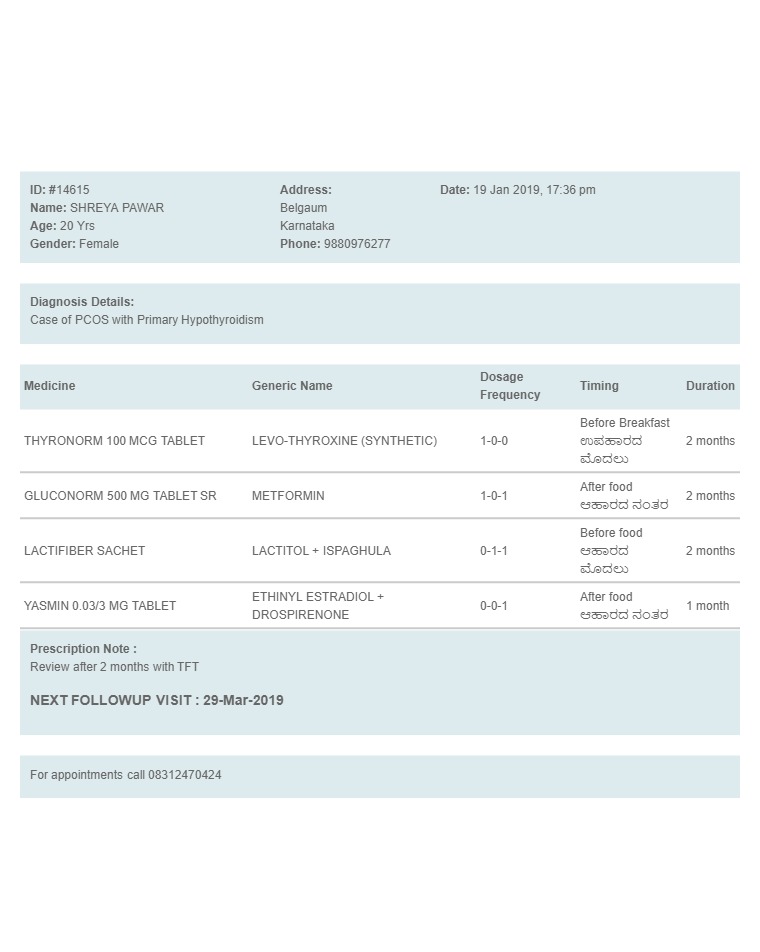 ID: #14615
Name: SHREYA PAWAR
Age: 20 Yrs
Gender: Female
Address:
Belgaum
Karnataka
Phone: 9880976277
Date: 19 Jan 2019, 17:36 pm
Diagnosis Details:
Case of PCOS with Primary Hypothyroidism
Medicine Generic Name Dosage Frequency Timing Duration
THYRONORM 100 MCG TABLET LEVO-THYROXINE (SYNTHETIC) 1-0-0 Before Breakfast ಉಪಹಾರದ ಮೊದಲು 2 months
GLUCONORM 500 MG TABLET SR METFORMIN 1-0-1 After food ಆಹಾರದ ನಂತರ 2 months
LACTIFIBER SACHET LACTITOL + ISPAGHULA 0-1-1 Before food ಆಹಾರದ ಮೊದಲು 2 months
YASMIN 0.03/3 MG TABLET ETHINYL ESTRADIOL + DROSPIRENONE 0-0-1 After food ಆಹಾರದ ನಂತರ 1 month
Prescription Note :
Review after 2 months with TFT
NEXT FOLLOWUP VISIT : 29-Mar-2019
For appointments call 08312470424